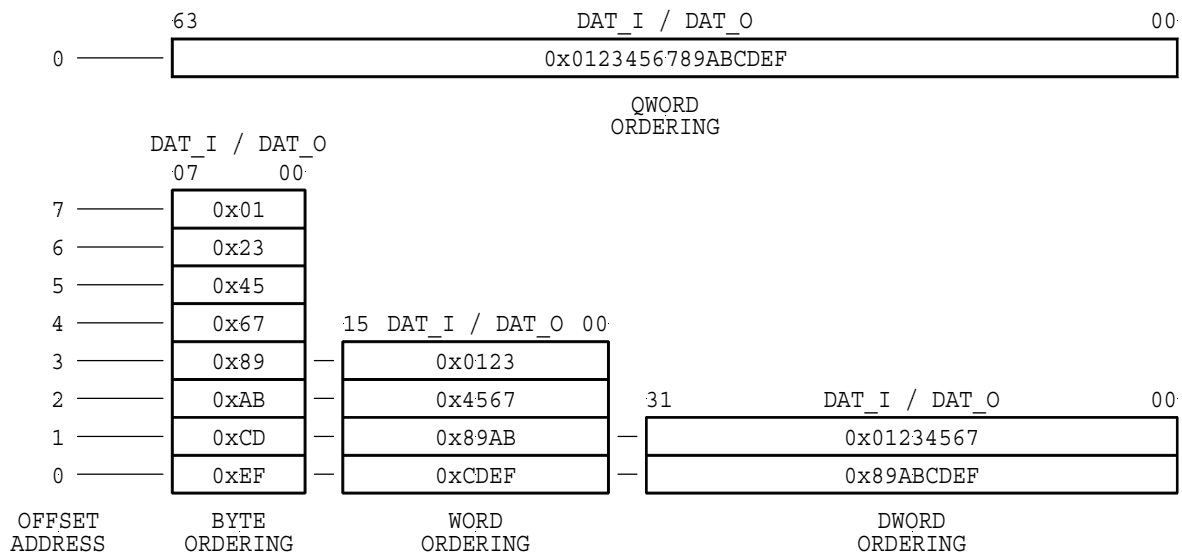 63 DAT_I / DAT_O 00
0 0x0123456789ABCDEF
QWORD
ORDERING
DAT_I / DAT_O
07 00
7 0x01
6 0x23
5 0x45
4 0x67 15 DAT_I / DAT_O 00
3 0x89 0x0123
2 0xAB 0x4567 31 DAT_I / DAT_O 00
1 0xCD 0x89AB 0x01234567
0 0xEF 0xCDEF 0x89ABCDEF
OFFSET BYTE WORD DWORD
ADDRESS ORDERING ORDERING ORDERING